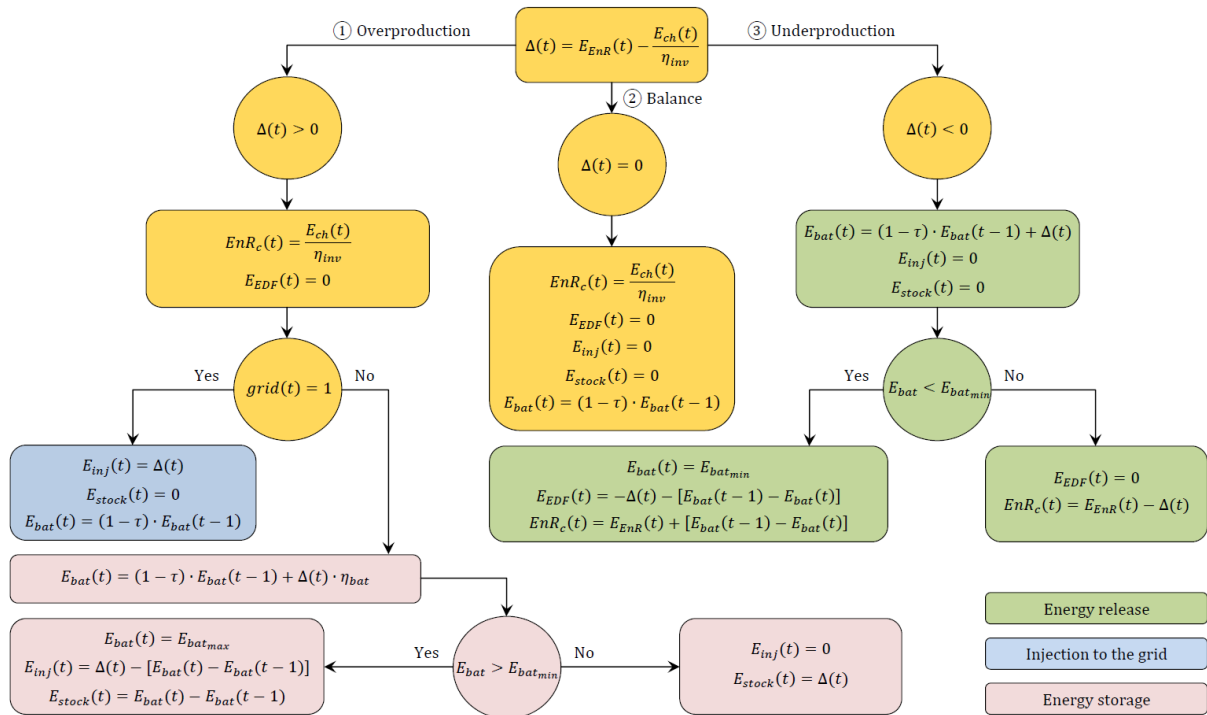 ① Overproduction
Δ(t) = E_EnR(t) − E_ch(t)/η_inv
③ Underproduction
② Balance
Δ(t) > 0
Δ(t) = 0
Δ(t) < 0
EnR_c(t) = E_ch(t)/η_inv
E_EDF(t) = 0
EnR_c(t) = E_ch(t)/η_inv
E_EDF(t) = 0
E_inj(t) = 0
E_stock(t) = 0
E_bat(t) = (1 − τ) · E_bat(t − 1)
E_bat(t) = (1 − τ) · E_bat(t − 1) + Δ(t)
E_inj(t) = 0
E_stock(t) = 0
Yes
grid(t) = 1
No
Yes
E_bat < E_bat_min
No
E_inj(t) = Δ(t)
E_stock(t) = 0
E_bat(t) = (1 − τ) · E_bat(t − 1)
E_bat(t) = E_bat_min
E_EDF(t) = −Δ(t) − [E_bat(t − 1) − E_bat(t)]
EnR_c(t) = E_EnR(t) + [E_bat(t − 1) − E_bat(t)]
E_EDF(t) = 0
EnR_c(t) = E_EnR(t) − Δ(t)
E_bat(t) = (1 − τ) · E_bat(t − 1) + Δ(t) · η_bat
E_bat(t) = E_bat_max
E_inj(t) = Δ(t) − [E_bat(t) − E_bat(t − 1)]
E_stock(t) = E_bat(t) − E_bat(t − 1)
Yes
E_bat > E_bat_min
No
E_inj(t) = 0
E_stock(t) = Δ(t)
Energy release
Injection to the grid
Energy storage